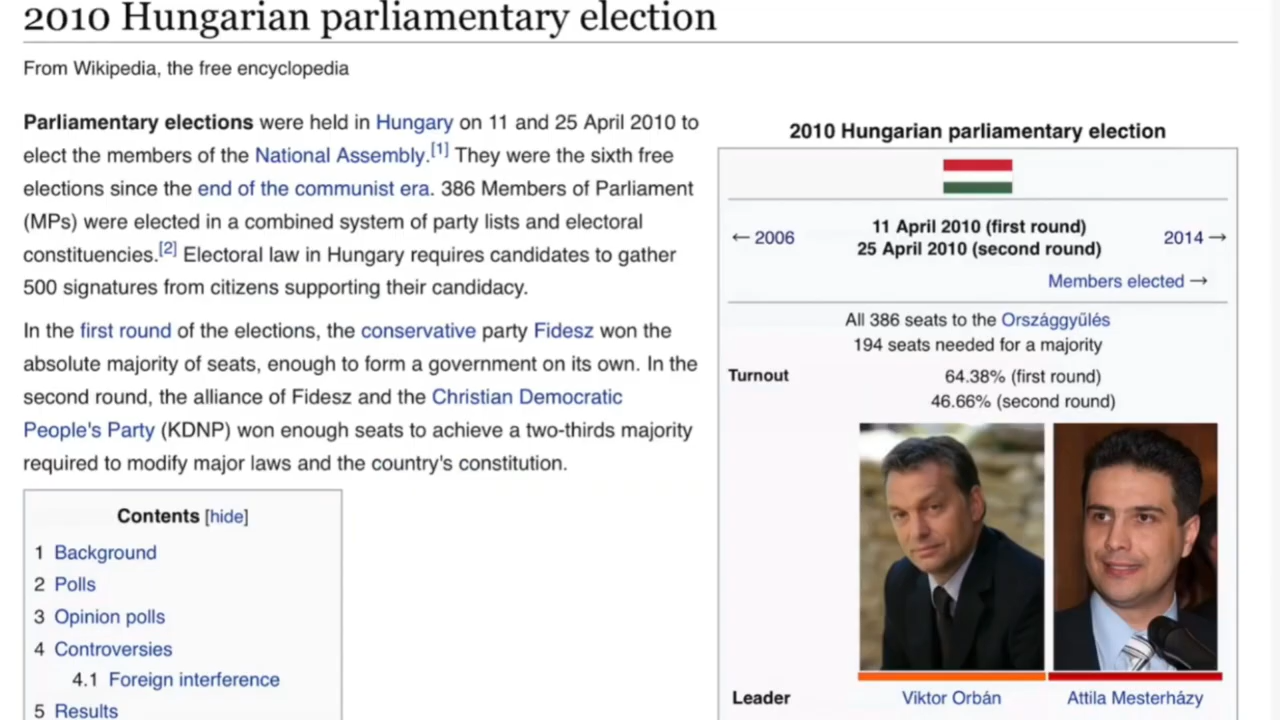 2010 Hungarian parliamentary election
From Wikipedia, the free encyclopedia
Parliamentary elections were held in Hungary on 11 and 25 April 2010 to
elect the members of the National Assembly.[1] They were the sixth free
elections since the end of the communist era. 386 Members of Parliament
(MPs) were elected in a combined system of party lists and electoral
constituencies.[2] Electoral law in Hungary requires candidates to gather
500 signatures from citizens supporting their candidacy.
In the first round of the elections, the conservative party Fidesz won the
absolute majority of seats, enough to form a government on its own. In the
second round, the alliance of Fidesz and the Christian Democratic
People's Party (KDNP) won enough seats to achieve a two-thirds majority
required to modify major laws and the country's constitution.
Contents [hide]
1 Background
2 Polls
3 Opinion polls
4 Controversies
4.1 Foreign interference
5 Results
2010 Hungarian parliamentary election
← 2006
11 April 2010 (first round)
25 April 2010 (second round)
2014 →
Members elected →
All 386 seats to the Országgyűlés
194 seats needed for a majority
Turnout 64.38% (first round)
46.66% (second round)
Leader Viktor Orbán Attila Mesterházy